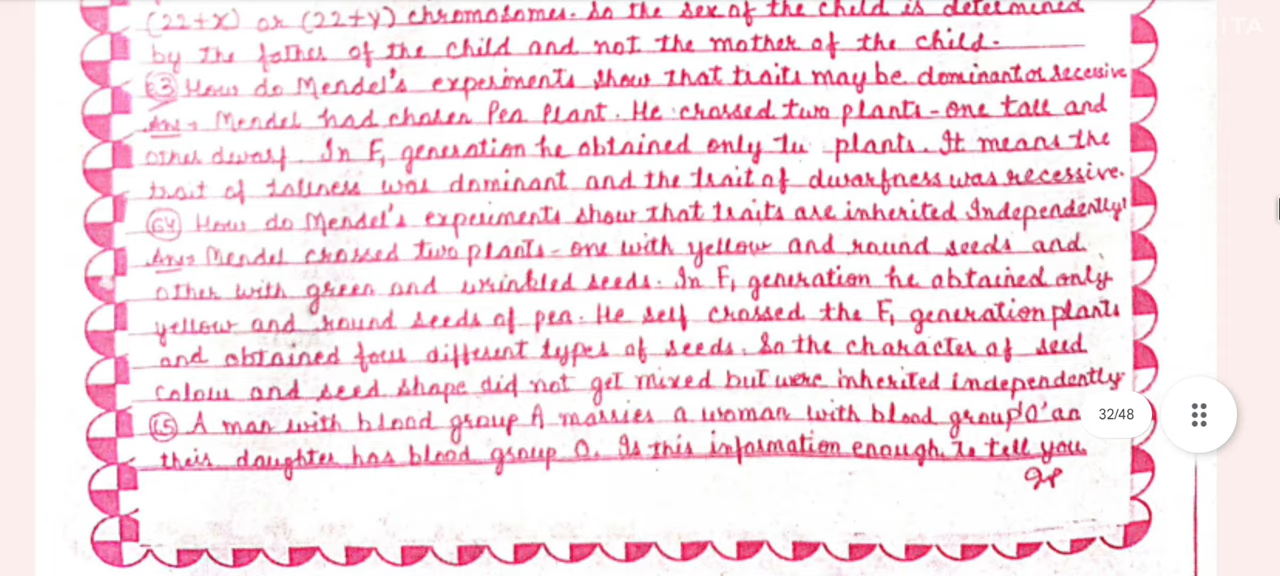 (22+x) or (22+y) chromosomes. So the sex of the child is determined
by the father of the child and not the mother of the child.
63 How do Mendel's experiments show that traits may be dominant or recessive
Ans → Mendel had chosen Pea Plant. He crossed two plants - one tall and
other dwarf. In F₁ generation he obtained only plants. It means the
trait of tallness was dominant and the trait of dwarfness was recessive.
64 How do Mendel's experiments show that traits are inherited Independently?
Ans → Mendel crossed two plants - one with yellow and round seeds and
other with green and wrinkled seeds. In F₁ generation he obtained only
yellow and round seeds of pea. He self crossed the F₁ generation plants
and obtained four different types of seeds. So the character of seed
colour and seed shape did not get mixed but were inherited independently
A man with blood group A marries a woman with blood group 'O' an
32/48
their daughter has blood group O. Is this information enough to tell you